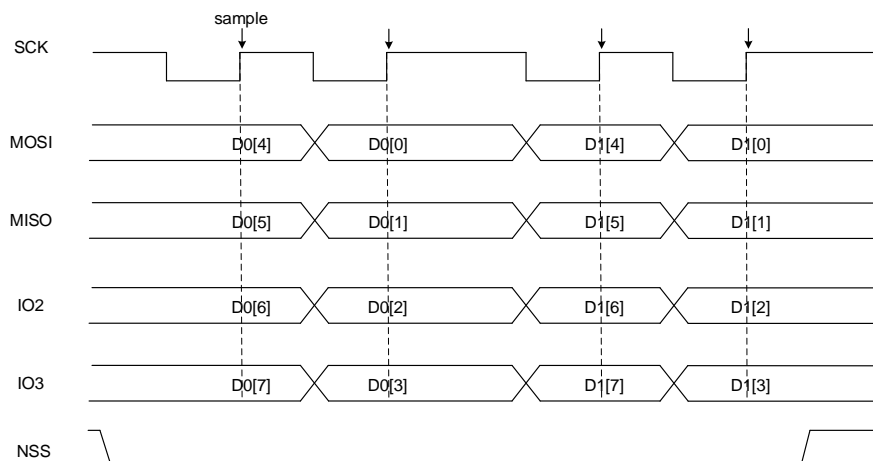 sample
SCK
MOSI D0[4] D0[0] D1[4] D1[0]
MISO D0[5] D0[1] D1[5] D1[1]
IO2 D0[6] D0[2] D1[6] D1[2]
IO3 D0[7] D0[3] D1[7] D1[3]
NSS